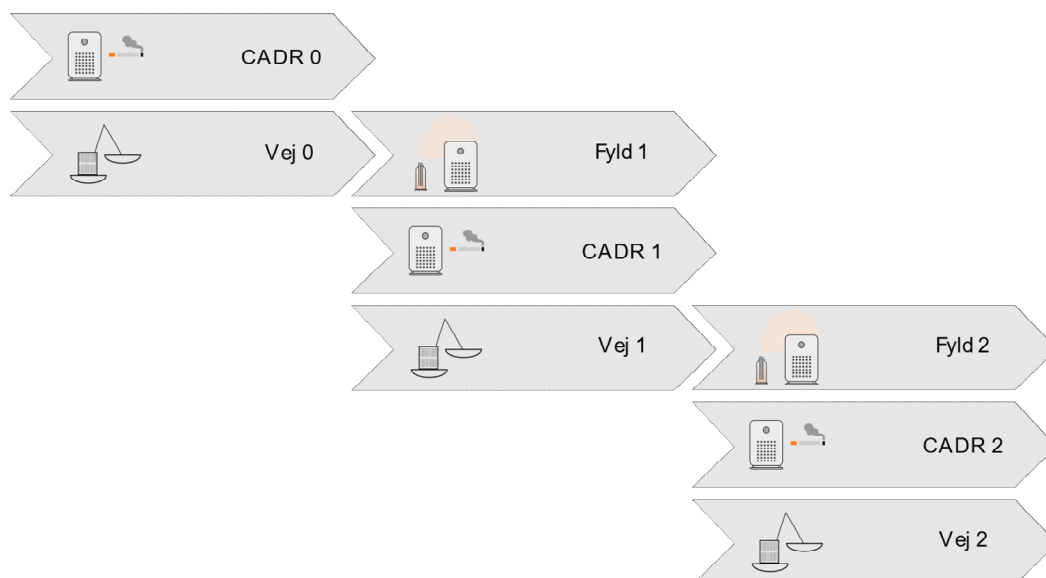 CADR 0
Vej 0
Fyld 1
CADR 1
Vej 1
Fyld 2
CADR 2
Vej 2